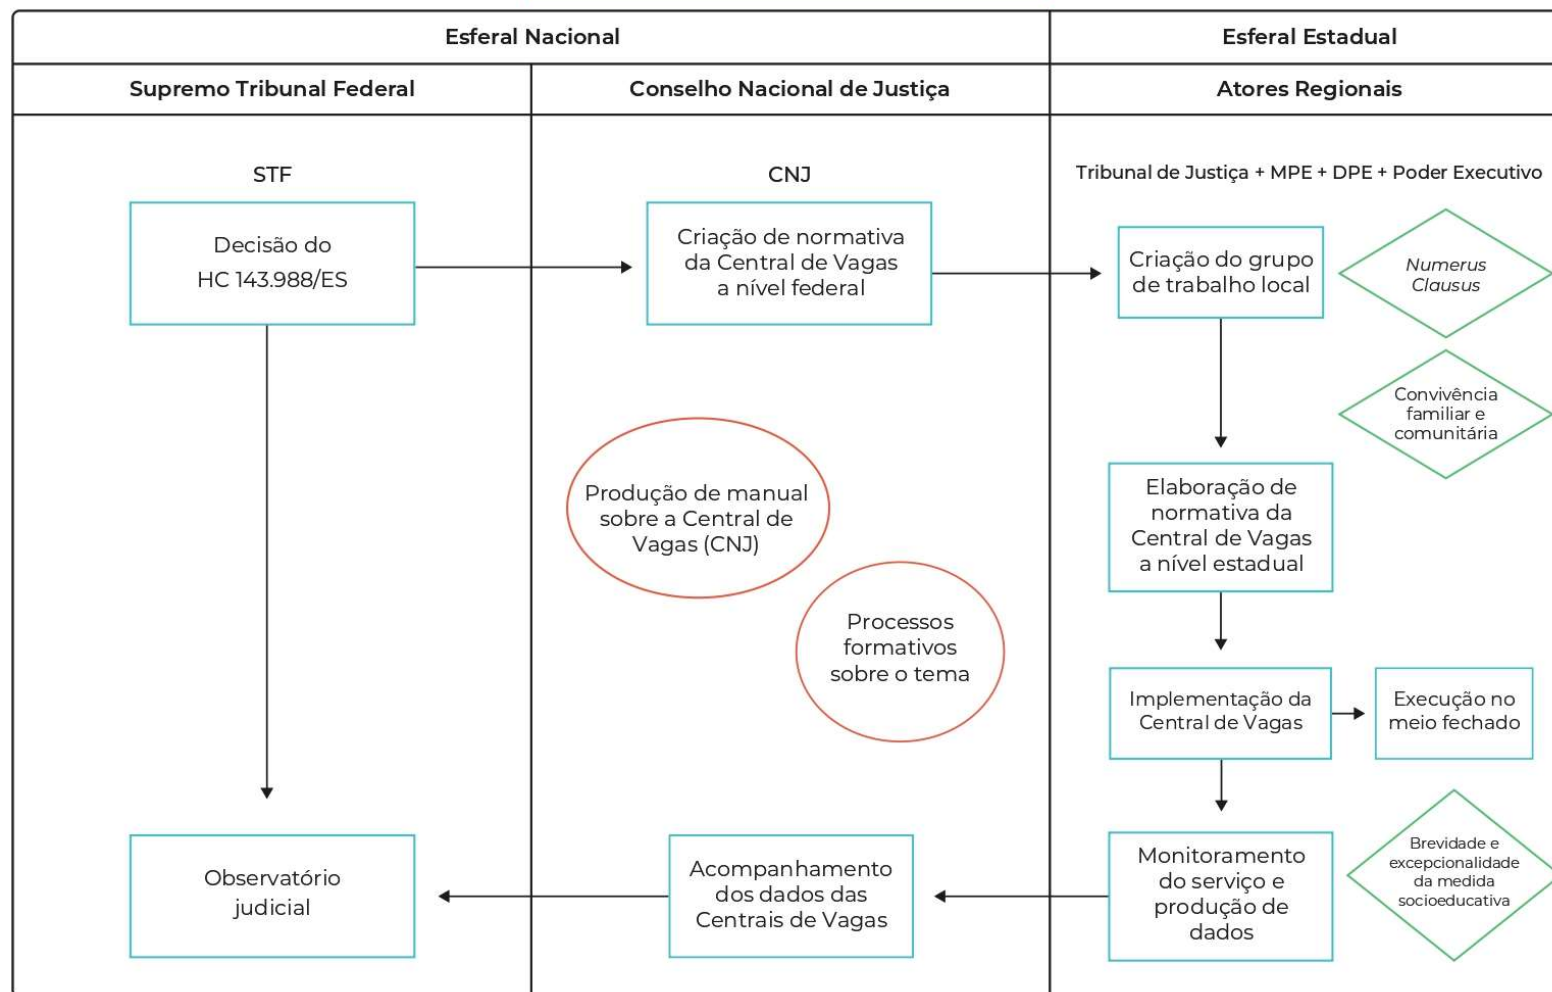 Esferal Nacional
Esferal Estadual
Supremo Tribunal Federal
Conselho Nacional de Justiça
Atores Regionais
STF
Decisão do
HC 143.988/ES
Observatório
judicial
CNJ
Criação de normativa
da Central de Vagas
a nível federal
Produção de manual
sobre a Central de
Vagas (CNJ)
Processos
formativos
sobre o tema
Acompanhamento
dos dados das
Centrais de Vagas
Tribunal de Justiça + MPE + DPE + Poder Executivo
Criação do grupo
de trabalho local
Numerus
Clausus
Convivência
familiar e
comunitária
Elaboração de
normativa da
Central de Vagas
a nível estadual
Implementação da
Central de Vagas
Execução no
meio fechado
Monitoramento
do serviço e
produção de
dados
Brevidade e
excepcionalidade
da medida
socioeducativa